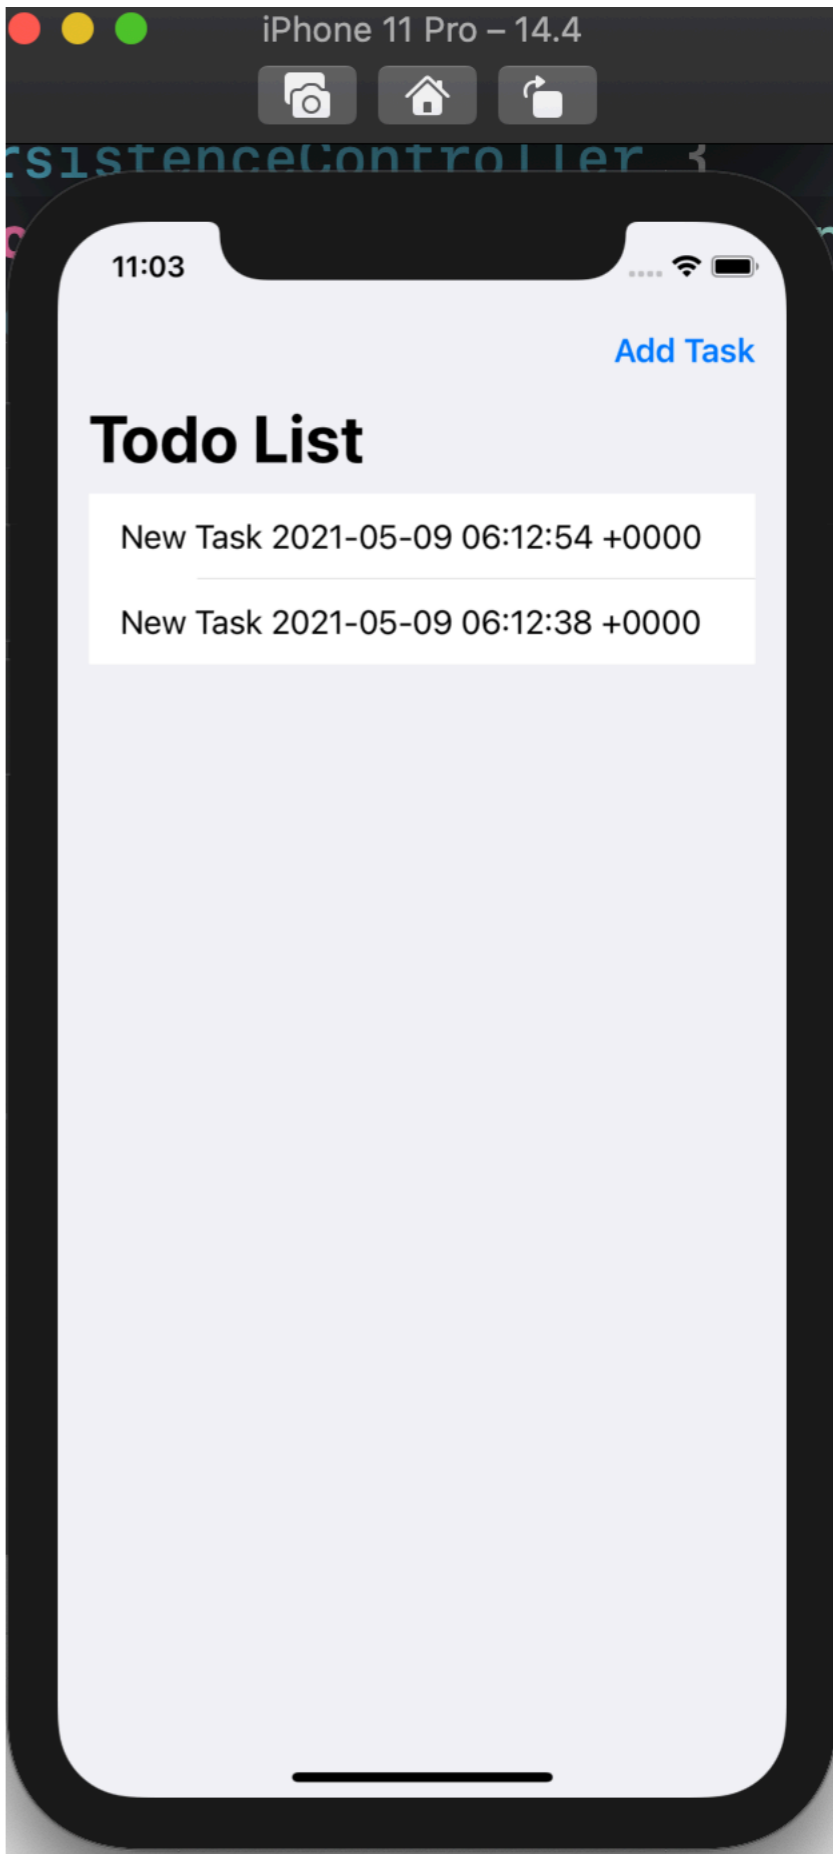 iPhone 11 Pro – 14.4
rsistenceController {
11:03
Add Task
Todo List
New Task 2021-05-09 06:12:54 +0000
New Task 2021-05-09 06:12:38 +0000